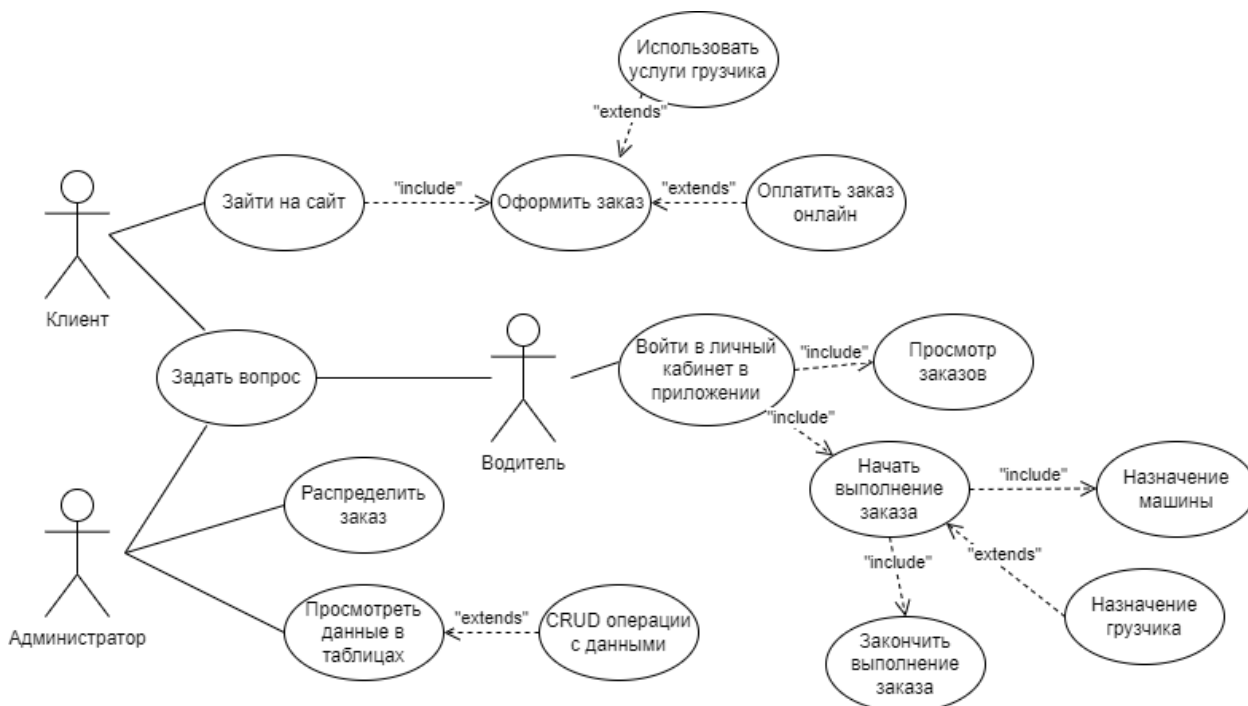 Использовать
услуги грузчика
"extends"
Зайти на сайт
"include"
Оформить заказ
"extends"
Оплатить заказ
онлайн
Клиент
Задать вопрос
Водитель
Войти в личный
кабинет в
приложении
"include"
Просмотр
заказов
"include"
Начать
выполнение
заказа
"include"
Назначение
машины
"include"
"extends"
Назначение
грузчика
Закончить
выполнение
заказа
Администратор
Распределить
заказ
Просмотреть
данные в
таблицах
"extends"
CRUD операции
с данными